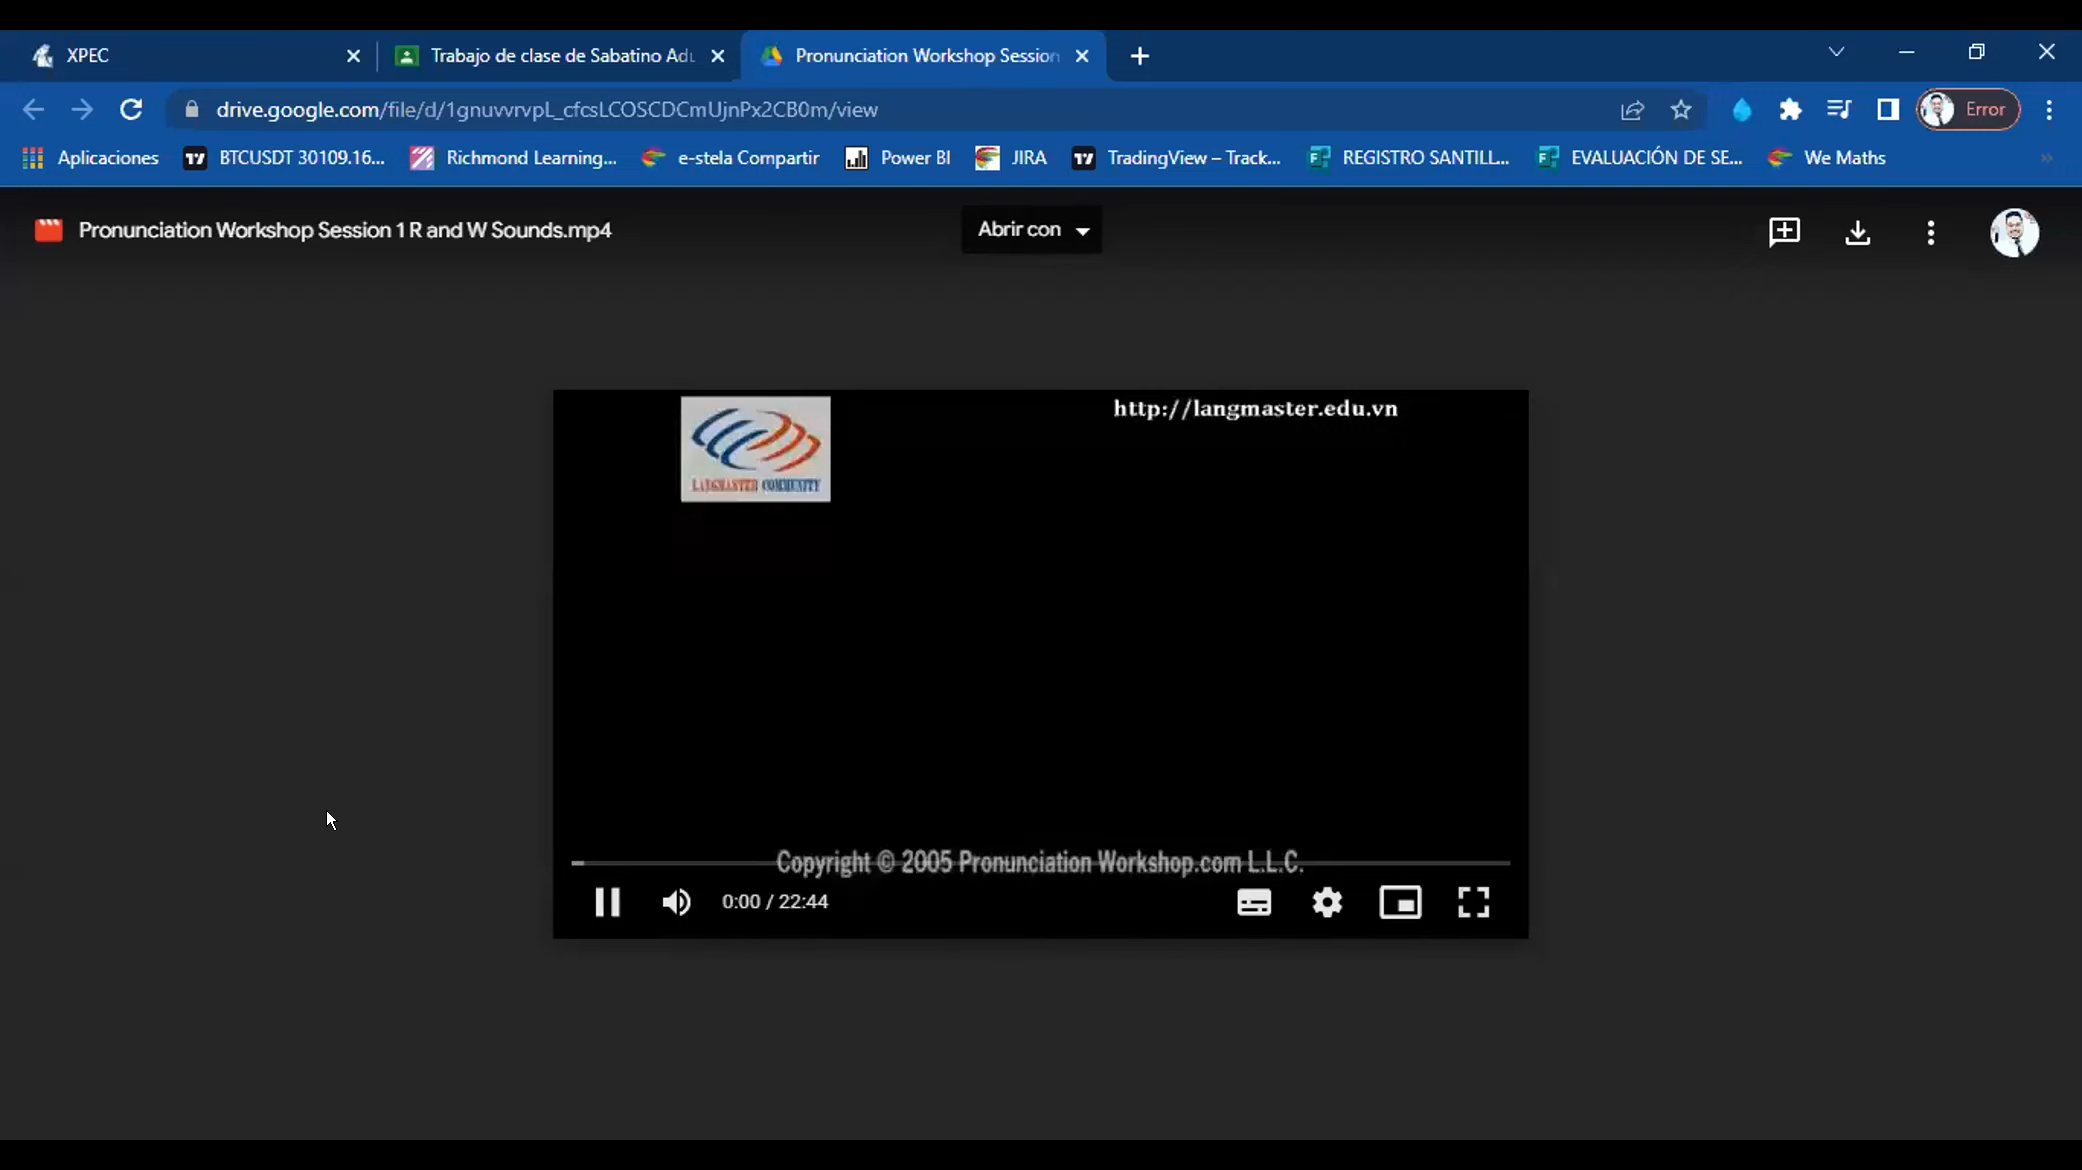 XPEC
Trabajo de clase de Sabatino Adu
Pronunciation Workshop Session
drive.google.com/file/d/1gnuvvrvpL_cfcsLCOSCDCmUjnPx2CB0m/view
Error
Aplicaciones
BTCUSDT 30109.16...
Richmond Learning...
e-stela Compartir
Power BI
JIRA
TradingView – Track...
REGISTRO SANTILL...
EVALUACIÓN DE SE...
We Maths
Pronunciation Workshop Session 1 R and W Sounds.mp4
Abrir con
http://langmaster.edu.vn
LANGMASTER COMMUNITY
Copyright © 2005 Pronunciation Workshop.com L.L.C.
0:00 / 22:44